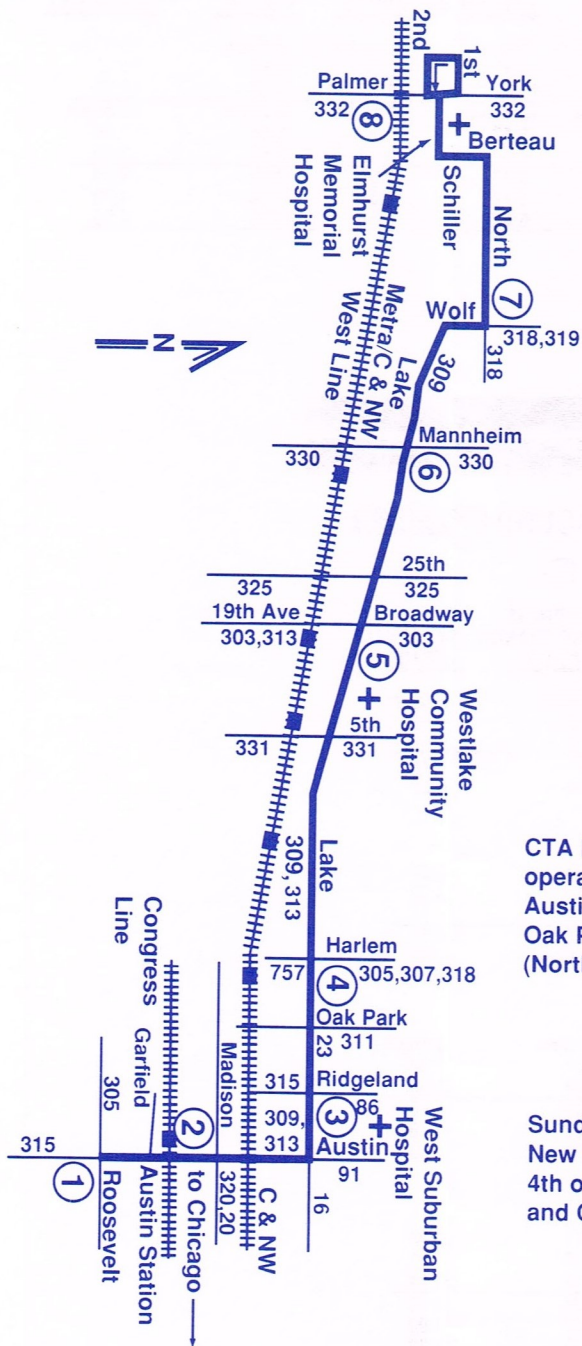 2nd
1st
Palmer
York
332
332
8
Berteau
Elmhurst
Memorial
Hospital
Schiller
North
7
Wolf
318,319
318
N
Metra/C & NW
West Line
Lake
309
Mannheim
330
330
6
25th
325
325
19th Ave
Broadway
303,313
303
5
Westlake
Community
Hospital
5th
331
331
Lake
309, 313
Harlem
757
305,307,318
4
Oak Park
23
311
Ridgeland
315
86
3
309,
313
West Suburban
Hospital
Austin
91
16
Congress
Line
Garfield
Madison
305
2
315
1
Roosevelt
Austin Station
to Chicago
320,20
C & NW
CTA
opera
Austi
Oak P
(Nort
Sund
New
4th o
and C